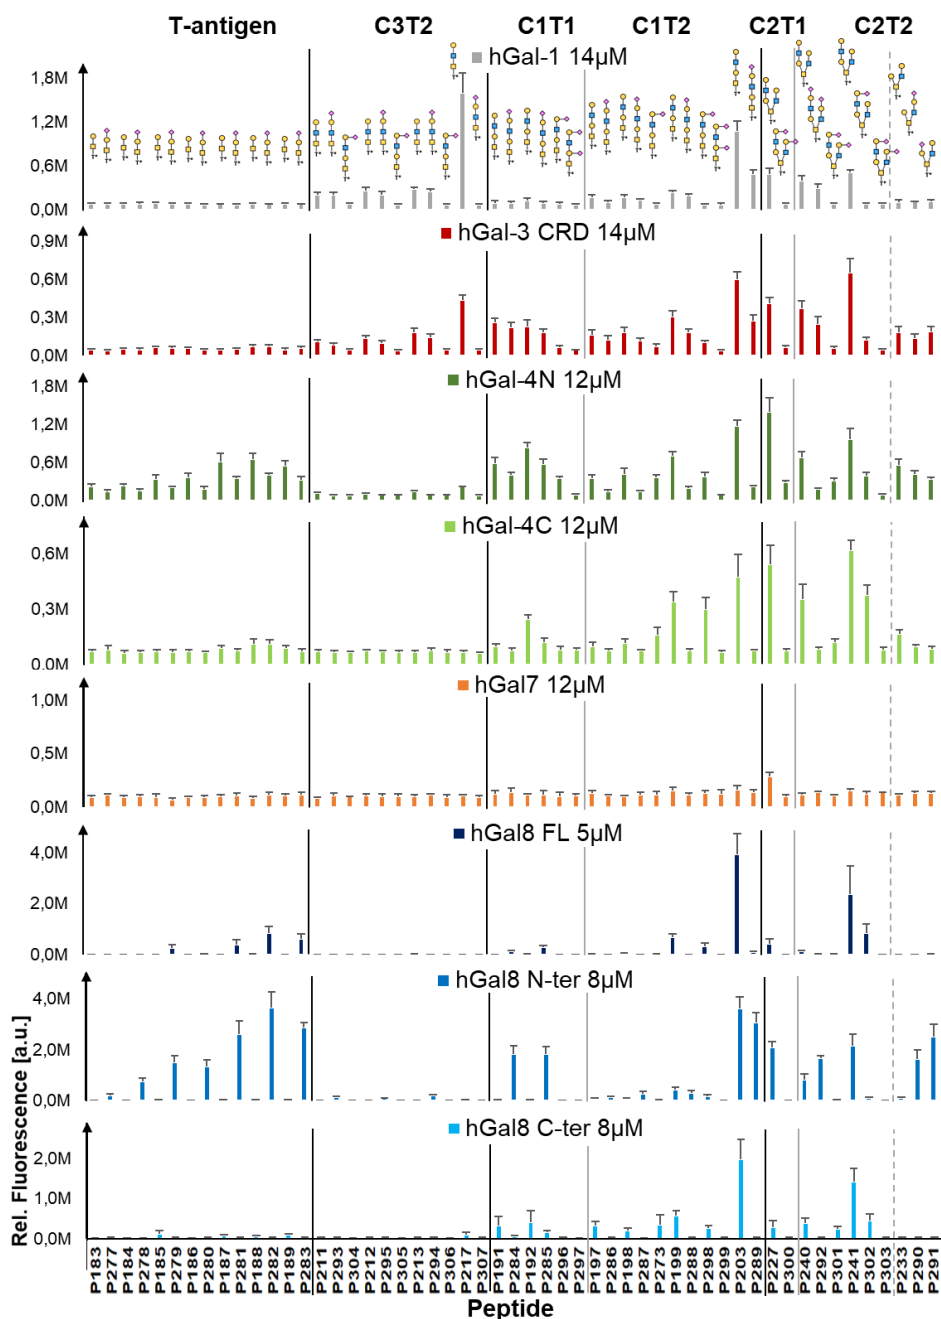 T-antigen C3T2 C1T1 C1T2 C2T1 C2T2
hGal-1 14µM
1,8M
1,2M
0,6M
0,0M
hGal-3 CRD 14µM
0,9M
0,6M
0,3M
0,0M
hGal-4N 12µM
1,8M
1,2M
0,6M
0,0M
hGal-4C 12µM
0,6M
0,3M
0.0M
hGal7 12µM
1,0M
0,5M
0,0M
hGal8 FL 5µM
4,0M
2,0M
0,0M
hGal8 N-ter 8µM
4,0M
2,0M
0,0M
hGal8 C-ter 8µM
2,0M
1,0M
0,0M
Rel. Fluorescence [a.u.]
P183 P277 P184 P278 P185 P279 P186 P280 P187 P281 P188 P282 P189 P283 P211 P293 P304 P212 P295 P305 P213 P294 P306 P217 P307 P191 P284 P192 P285 P296 P297 P197 P286 P198 P287 P273 P199 P288 P298 P299 P203 P289 P227 P300 P240 P292 P301 P241 P302 P303 P233 P290 P291
Peptide